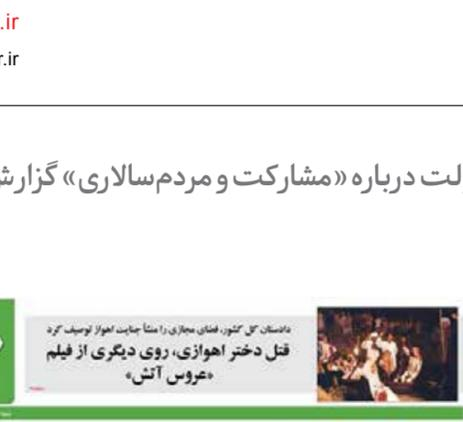 .ir
r.ir
لت درباره «مشارکت و مردم‌سالاری» گزارش
دادستان کل کشور، فضای مجازی را منشأ جنایت اهواز توصیف کرد
قتل دختر اهوازی، روی دیگری از فیلم
«عروس آتش»